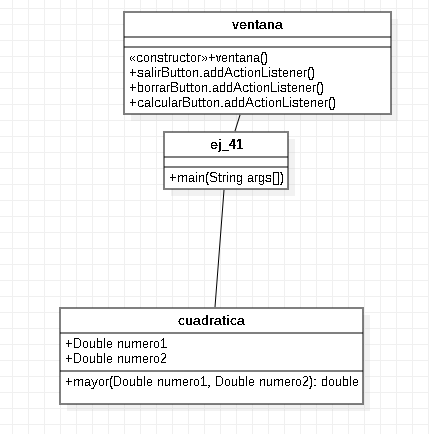 ventana
«constructor»+ventana()
+salirButton.addActionListener()
+borrarButton.addActionListener()
+calcularButton.addActionListener()
ej_41
+main(String args[])
cuadratica
+Double numero1
+Double numero2
+mayor(Double numero1, Double numero2): double